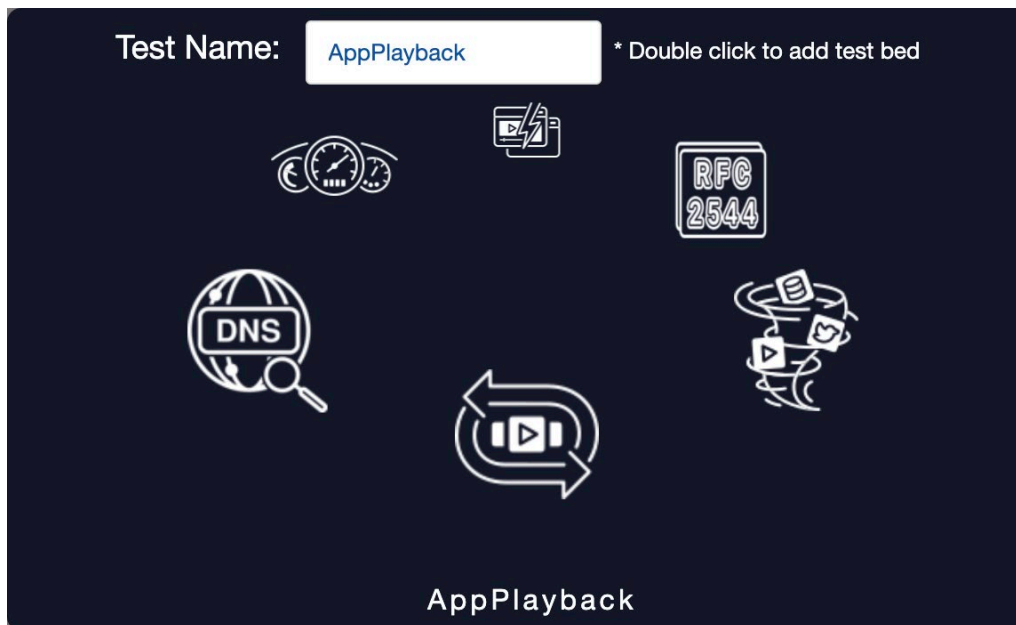 Test Name:
AppPlayback
* Double click to add test bed
RFC
2544
DNS
AppPlayback